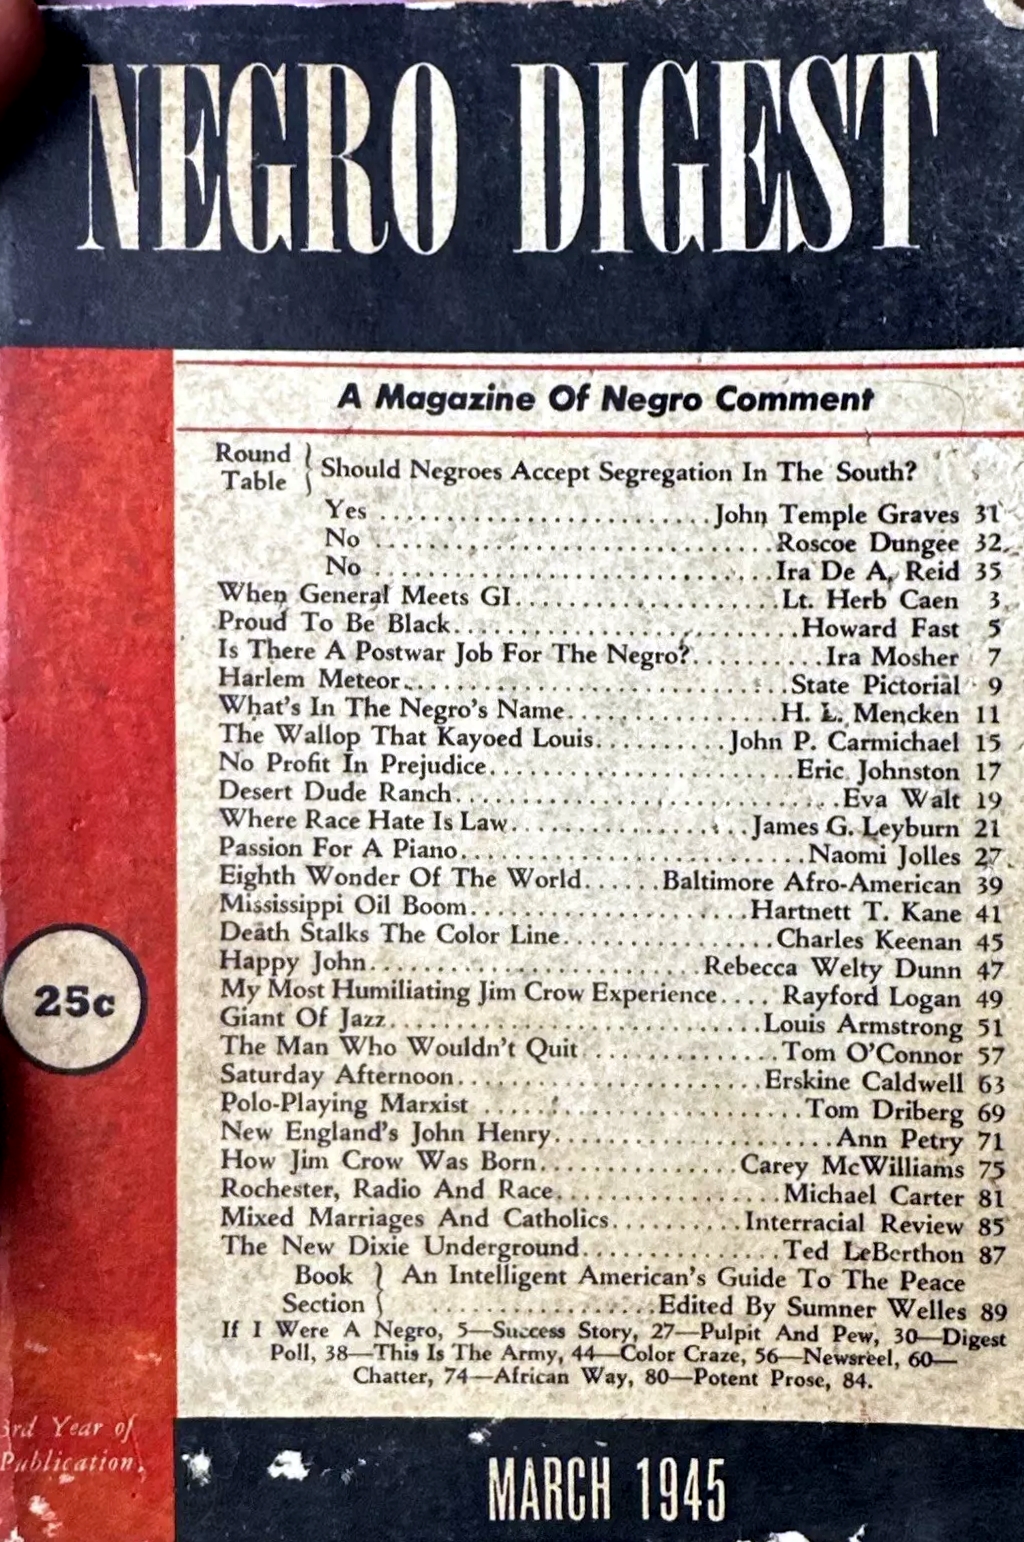 NEGRO DIGEST
A Magazine Of Negro Comment
Round Table } Should Negroes Accept Segregation In The South?
Yes ........................ John Temple Graves 31
No ............................ Roscoe Dungee 32
No ............................ Ira De A. Reid 35
When General Meets GI.................... Lt. Herb Caen 3
Proud To Be Black......................... Howard Fast 5
Is There A Postwar Job For The Negro?.......... Ira Mosher 7
Harlem Meteor............................ State Pictorial 9
What's In The Negro's Name................ H. L. Mencken 11
The Wallop That Kayoed Louis.......... John P. Carmichael 15
No Profit In Prejudice...................... Eric Johnston 17
Desert Dude Ranch............................ Eva Walt 19
Where Race Hate Is Law.................. James G. Leyburn 21
Passion For A Piano......................... Naomi Jolles 27
Eighth Wonder Of The World...... Baltimore Afro-American 39
Mississippi Oil Boom.................... Hartnett T. Kane 41
Death Stalks The Color Line................ Charles Keenan 45
Happy John........................ Rebecca Welty Dunn 47
My Most Humiliating Jim Crow Experience.... Rayford Logan 49
Giant Of Jazz............................ Louis Armstrong 51
The Man Who Wouldn't Quit ............... Tom O'Connor 57
Saturday Afternoon........................ Erskine Caldwell 63
Polo-Playing Marxist ........................ Tom Driberg 69
New England's John Henry...................... Ann Petry 71
How Jim Crow Was Born................ Carey McWilliams 75
Rochester, Radio And Race.................. Michael Carter 81
Mixed Marriages And Catholics.......... Interracial Review 85
The New Dixie Underground............... Ted LeBerthon 87
Book } An Intelligent American's Guide To The Peace
Section } .................. Edited By Sumner Welles 89
If I Were A Negro, 5—Success Story, 27—Pulpit And Pew, 30—Digest
Poll, 38—This Is The Army, 44—Color Craze, 56—Newsreel, 60—
Chatter, 74—African Way, 80—Potent Prose, 84.
25c
3rd Year of
Publication
MARCH 1945